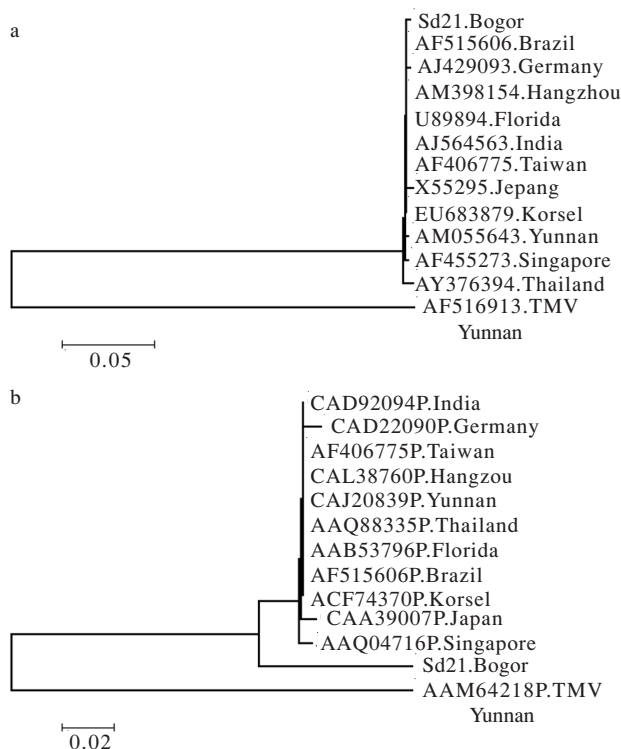 a
Sd21.Bogor
AF515606.Brazil
AJ429093.Germany
AM398154.Hangzhou
U89894.Florida
AJ564563.India
AF406775.Taiwan
X55295.Jepang
EU683879.Korsel
AM055643.Yunnan
AF455273.Singapore
AY376394.Thailand
AF516913.TMV
Yunnan
0.05
b
CAD92094P.India
CAD22090P.Germany
AF406775P.Taiwan
CAL38760P.Hangzou
CAJ20839P.Yunnan
AAQ88335P.Thailand
AAB53796P.Florida
AF515606P.Brazil
ACF74370P.Korsel
CAA39007P.Japan
AAQ04716P.Singapore
Sd21.Bogor
AAM64218P.TMV
Yunnan
0.02